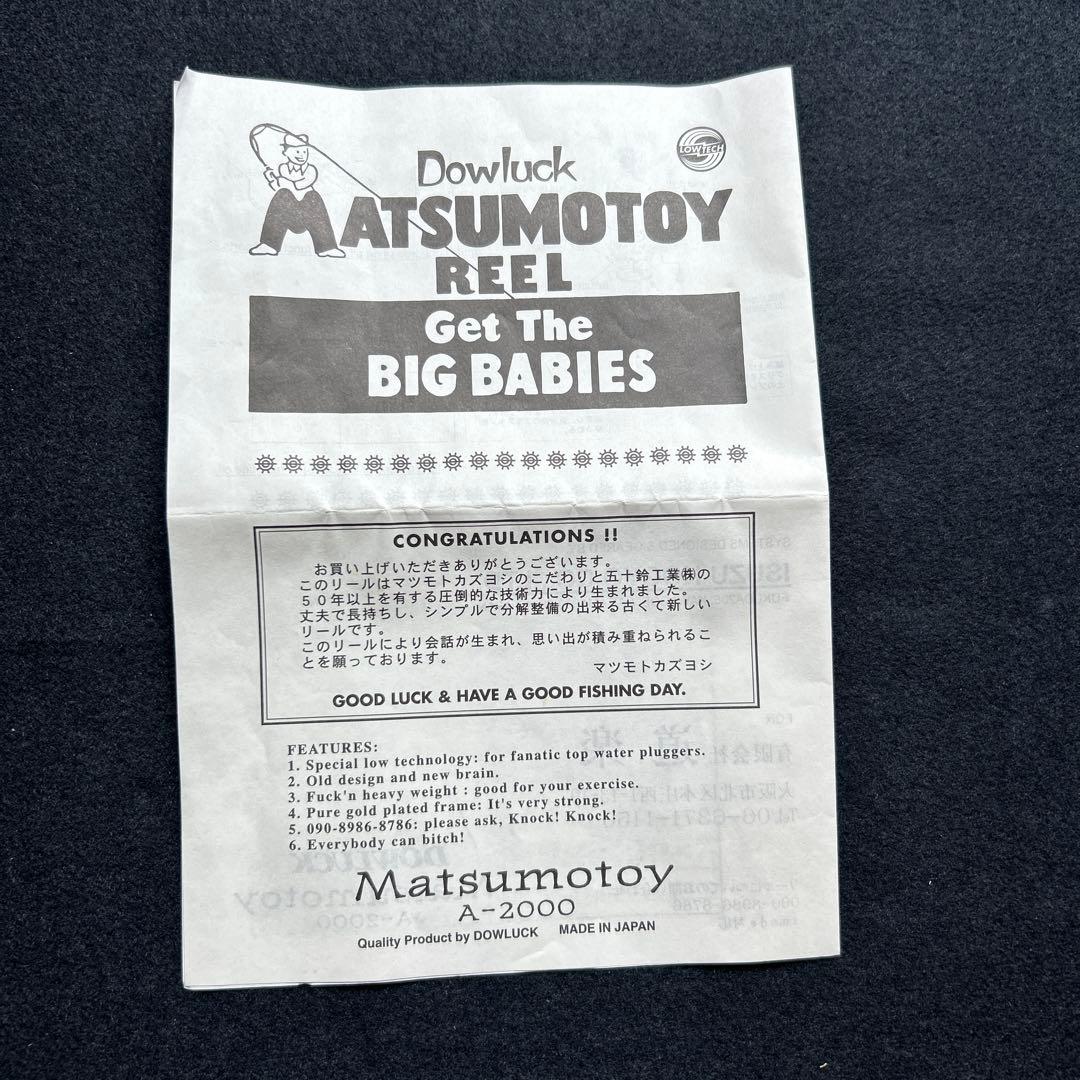 LOWTECH
Dowluck
MATSUMOTOY
REEL
Get The
BIG BABIES
CONGRATULATIONS !!
お買い上げいただきありがとうございます。
このリールはマツモトカズヨシのこだわりと五十鈴工業㈱の
５０年以上を有する圧倒的な技術力により生まれました。
丈夫で長持ちし、シンプルで分解整備の出来る古くて新しい
リールです。
このリールにより会話が生まれ、思い出が積み重ねられるこ
とを願っております。
マツモトカズヨシ
GOOD LUCK & HAVE A GOOD FISHING DAY.
FEATURES:
1. Special low technology: for fanatic top water pluggers.
2. Old design and new brain.
3. Fuck'n heavy weight : good for your exercise.
4. Pure gold plated frame: It's very strong.
5. 090-8986-8786: please ask, Knock! Knock!
6. Everybody can bitch!
Matsumotoy
A-2000
Quality Product by DOWLUCK MADE IN JAPAN